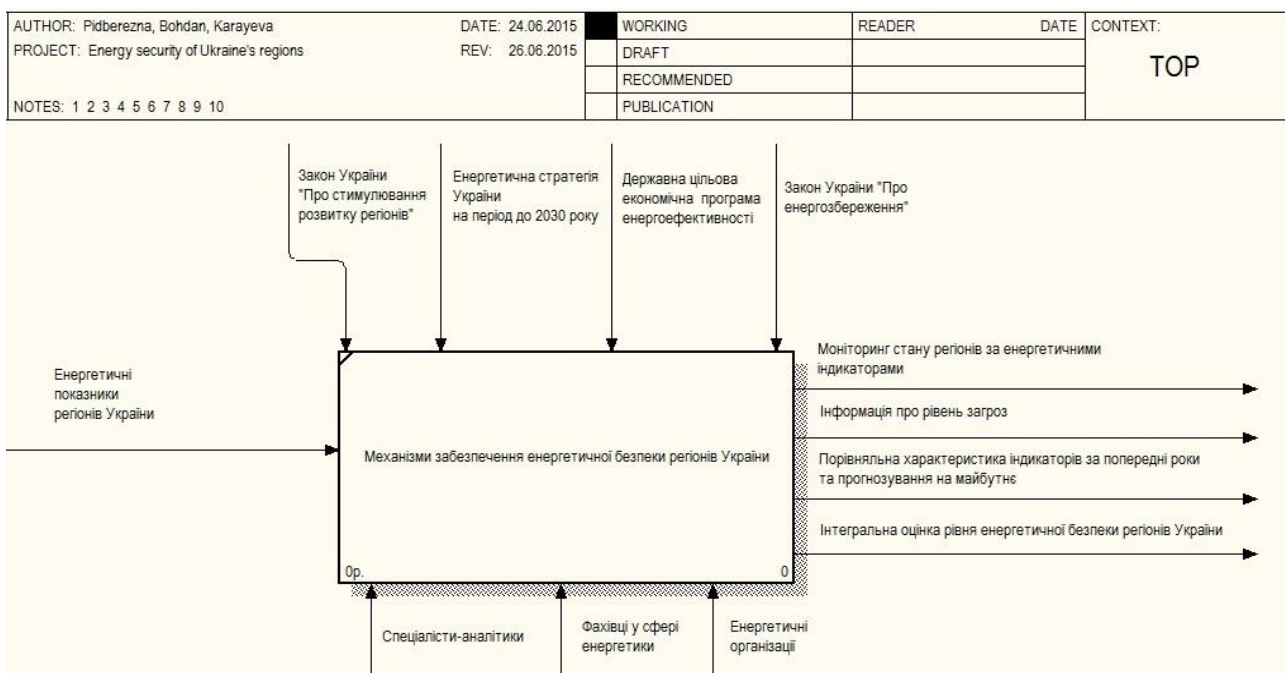 AUTHOR: Pidberezna, Bohdan, Karayeva
DATE: 24.06.2015
WORKING
READER
DATE
CONTEXT:
PROJECT: Energy security of Ukraine's regions
REV: 26.06.2015
DRAFT
TOP
RECOMMENDED
NOTES: 1 2 3 4 5 6 7 8 9 10
PUBLICATION
Закон України
"Про стимулювання
розвитку регіонів"
Енергетична стратегія
України
на період до 2030 року
Державна цільова
економічна програма
енергоефективності
Закон України "Про
енергозбереження"
Енергетичні
показники
регіонів України
Механізми забезпечення енергетичної безпеки регіонів України
0р.
0
Моніторинг стану регіонів за енергетичними
індикаторами
Інформація про рівень загроз
Порівняльна характеристика індикаторів за попередні роки
та прогнозування на майбутнє
Інтегральна оцінка рівня енергетичної безпеки регіонів України
Спеціалісти-аналітики
Фахівці у сфері
енергетики
Енергетичні
організації